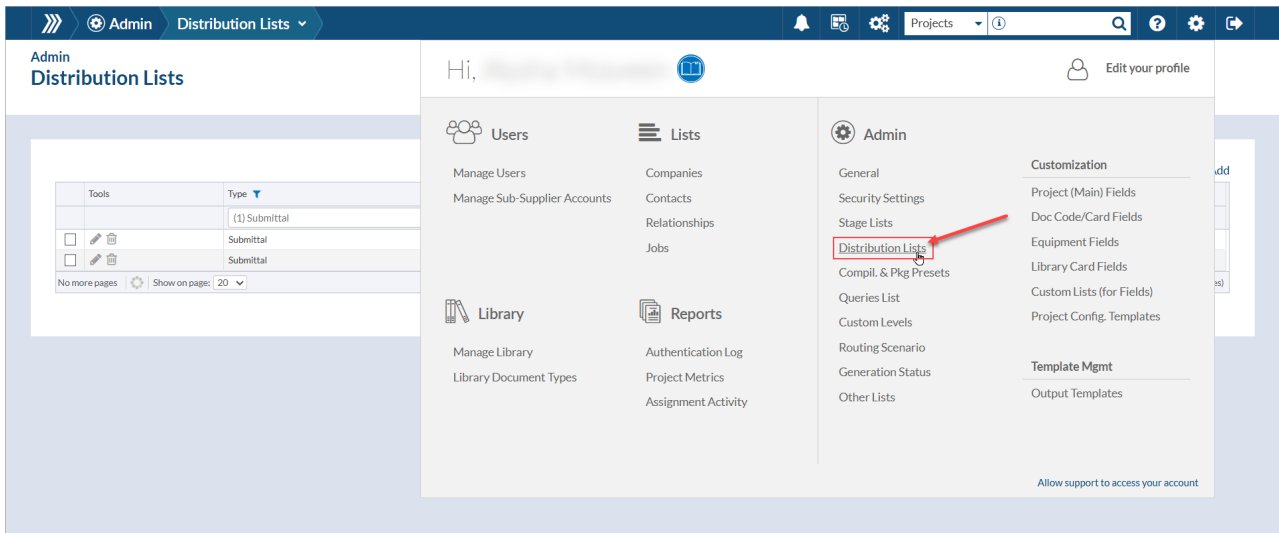 Admin
Distribution Lists
Projects
Admin
Distribution Lists
Hi,
Edit your profile
Users
Manage Users
Manage Sub-Supplier Accounts
Lists
Companies
Contacts
Relationships
Jobs
Library
Manage Library
Library Document Types
Reports
Authentication Log
Project Metrics
Assignment Activity
Admin
General
Security Settings
Stage Lists
Distribution Lists
Compil. & Pkg Presets
Queries List
Custom Levels
Routing Scenario
Generation Status
Other Lists
Customization
Project (Main) Fields
Doc Code/Card Fields
Equipment Fields
Library Card Fields
Custom Lists (for Fields)
Project Config. Templates
Template Mgmt
Output Templates
Allow support to access your account
Tools Type
(1) Submittal
Submittal
Submittal
No more pages Show on page: 20